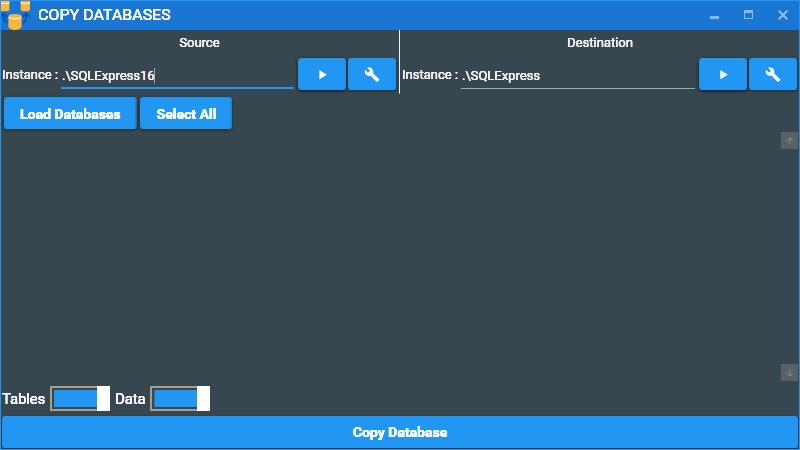 COPY DATABASES
Source
Destination
Instance : .\SQLExpress16
Instance : .\SQLExpress
Load Databases
Select All
Tables
Data
Copy Database